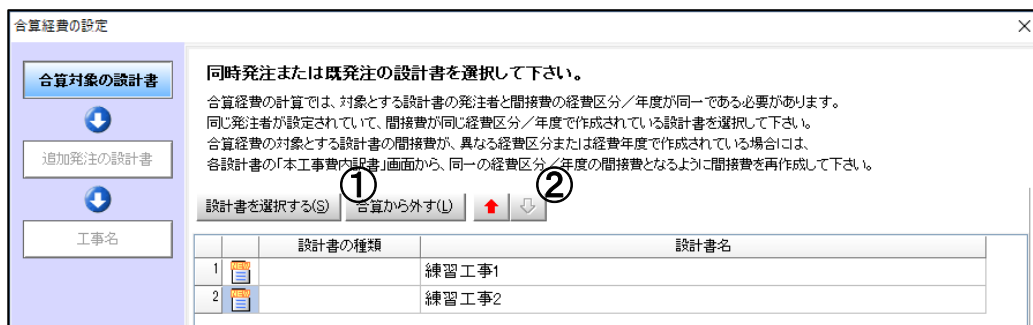 合算経費の設定
合算対象の設計書
追加発注の設計書
工事名
同時発注または既発注の設計書を選択して下さい。
合算経費の計算では、対象とする設計書の発注者と間接費の経費区分／年度が同一である必要があります。
同じ発注者が設定されていて、間接費が同じ経費区分／年度で作成されている設計書を選択して下さい。
合算経費の対象とする設計書の間接費が、異なる経費区分または経費年度で作成されている場合には、
各設計書の「本工事費内訳書」画面から、同一の経費区分／年度の間接費となるように間接費を再作成して下さい。
① ②
設計書を選択する(S) 合算から外す(L)
設計書の種類 設計書名
1 NEW 練習工事1
2 NEW 練習工事2